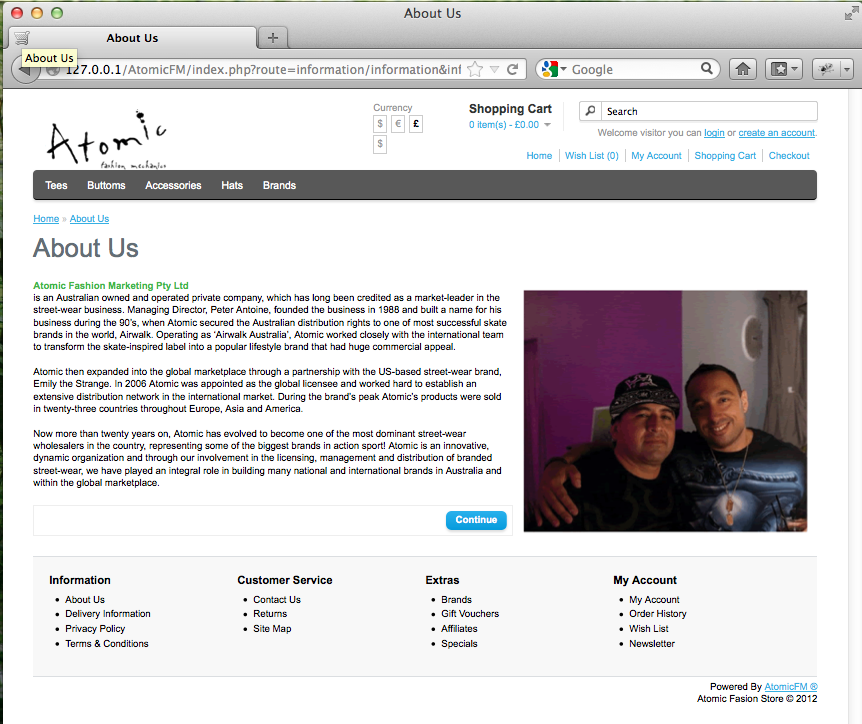 About Us
About Us
About Us
127.0.0.1/AtomicFM/index.php?route=information/information&inf
Google
Atomic
fashion mechanics
Currency
$ € £
$
Shopping Cart
0 item(s) - £0.00
Search
Welcome visitor you can login or create an account.
Home Wish List (0) My Account Shopping Cart Checkout
Tees Buttoms Accessories Hats Brands
Home » About Us
About Us
Atomic Fashion Marketing Pty Ltd
is an Australian owned and operated private company, which has long been credited as a market-leader in the
street-wear business. Managing Director, Peter Antoine, founded the business in 1988 and built a name for his
business during the 90's, when Atomic secured the Australian distribution rights to one of most successful skate
brands in the world, Airwalk. Operating as 'Airwalk Australia', Atomic worked closely with the international team
to transform the skate-inspired label into a popular lifestyle brand that had huge commercial appeal.
Atomic then expanded into the global marketplace through a partnership with the US-based street-wear brand,
Emily the Strange. In 2006 Atomic was appointed as the global licensee and worked hard to establish an
extensive distribution network in the international market. During the brand's peak Atomic's products were sold
in twenty-three countries throughout Europe, Asia and America.
Now more than twenty years on, Atomic has evolved to become one of the most dominant street-wear
wholesalers in the country, representing some of the biggest brands in action sport! Atomic is an innovative,
dynamic organization and through our involvement in the licensing, management and distribution of branded
street-wear, we have played an integral role in building many national and international brands in Australia and
within the global marketplace.
Continue
Information
About Us
Delivery Information
Privacy Policy
Terms & Conditions
Customer Service
Contact Us
Returns
Site Map
Extras
Brands
Gift Vouchers
Affiliates
Specials
My Account
My Account
Order History
Wish List
Newsletter
Powered By AtomicFM ®
Atomic Fasion Store © 2012